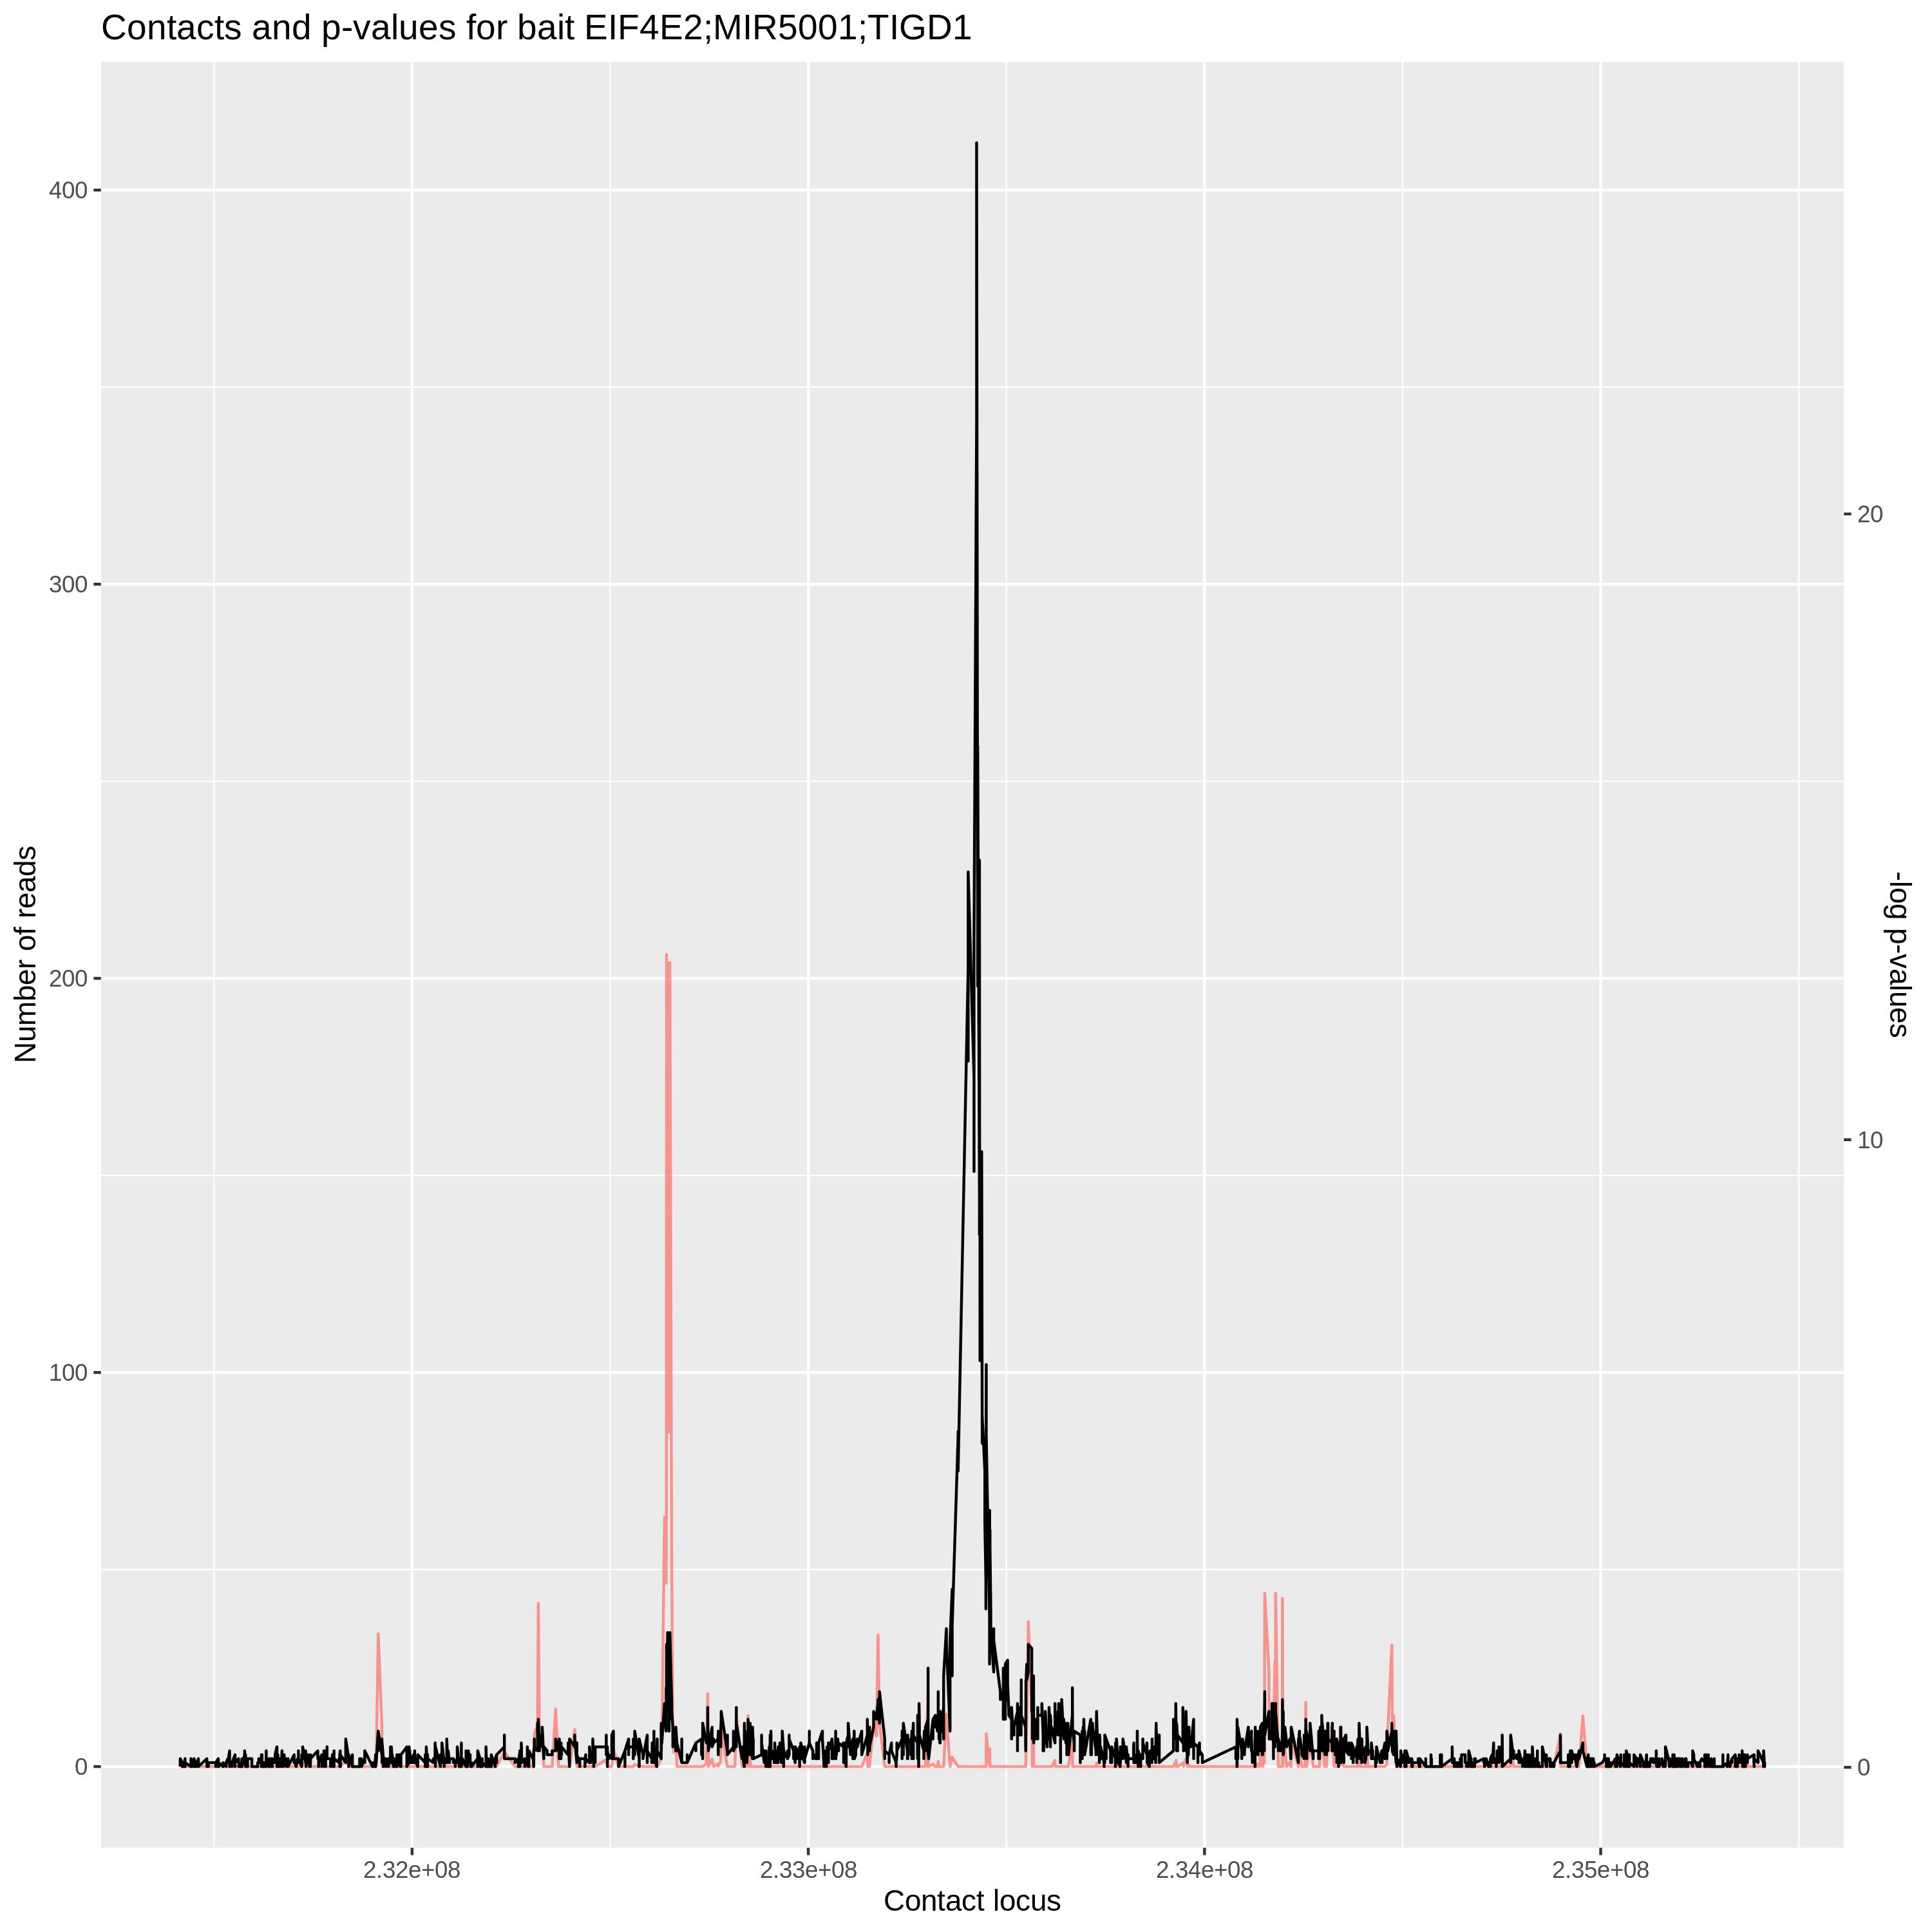 Contacts and p-values for bait EIF4E2;MIR5001;TIGD1
400
300
200
100
0
Number of reads
20
10
0
-log p-values
2.32e+08 2.33e+08 2.34e+08 2.35e+08
Contact locus